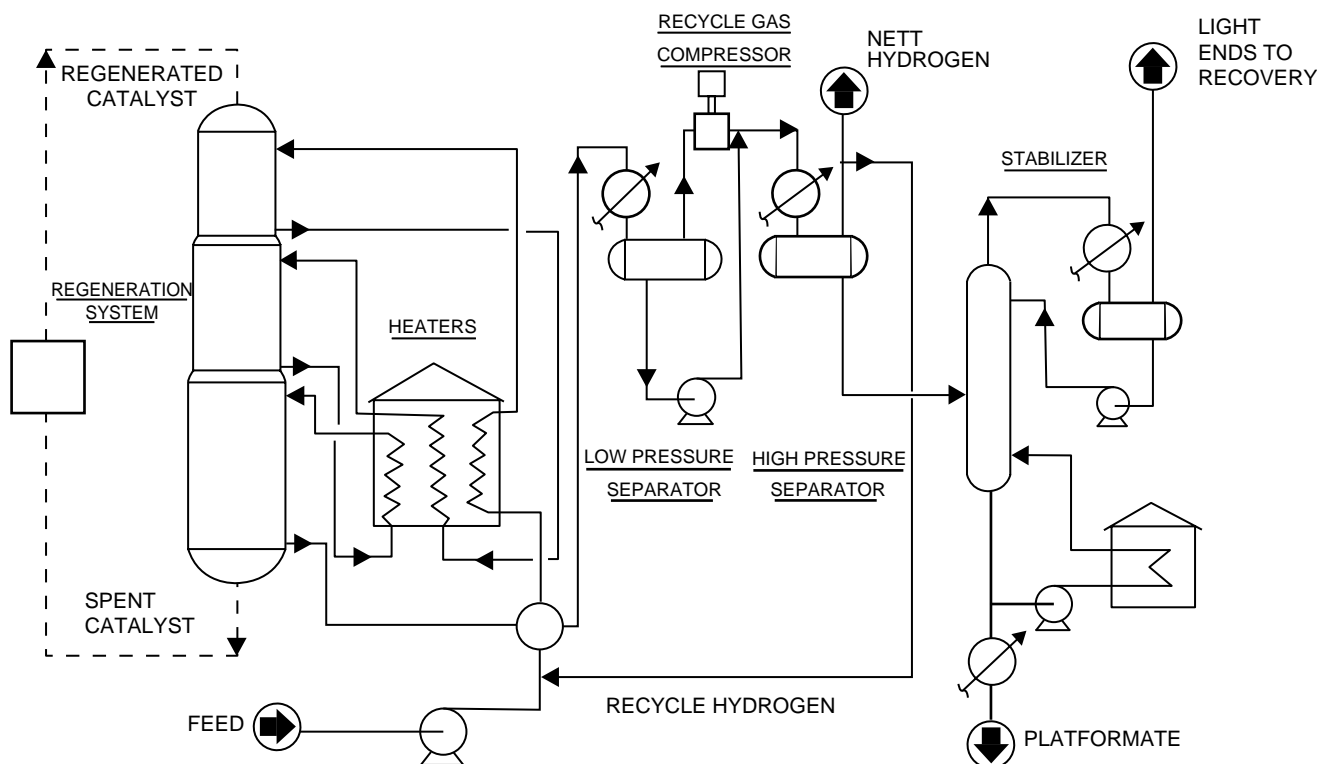 RECYCLE GAS
COMPRESSOR
NETT
HYDROGEN
LIGHT
ENDS TO
RECOVERY
REGENERATED
CATALYST
STABILIZER
REGENERATION
SYSTEM
HEATERS
LOW PRESSURE
SEPARATOR
HIGH PRESSURE
SEPARATOR
SPENT
CATALYST
RECYCLE HYDROGEN
FEED
PLATFORMATE